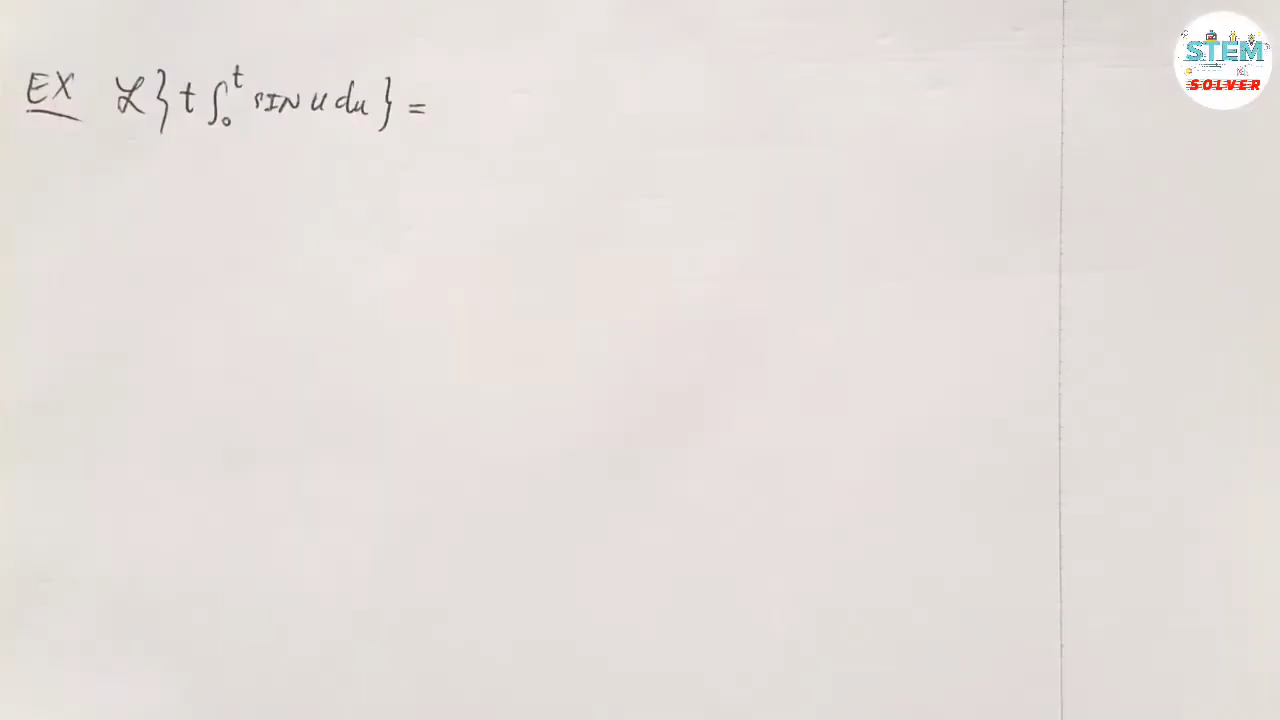 EX ℒ{ t ∫₀ᵗ SIN u du } =
STEM
SOLVER